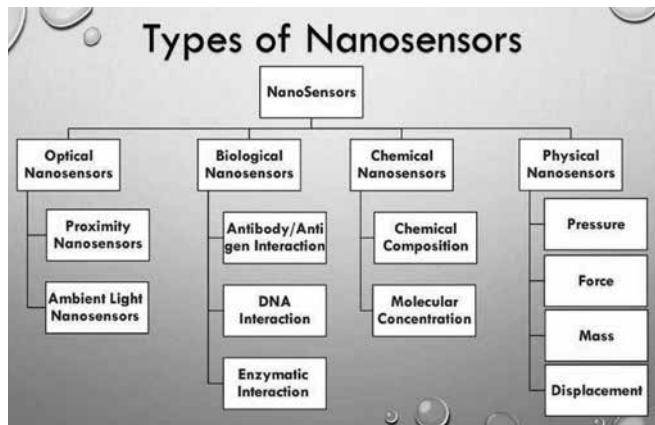 Types of Nanosensors
NanoSensors
Optical
Nanosensors
Biological
Nanosensors
Chemical
Nanosensors
Physical
Nanosensors
Proximity
Nanosensors
Ambient Light
Nanosensors
Antibody/Anti
gen Interaction
DNA
Interaction
Enzymatic
Interaction
Chemical
Composition
Molecular
Concentration
Pressure
Force
Mass
Displacement